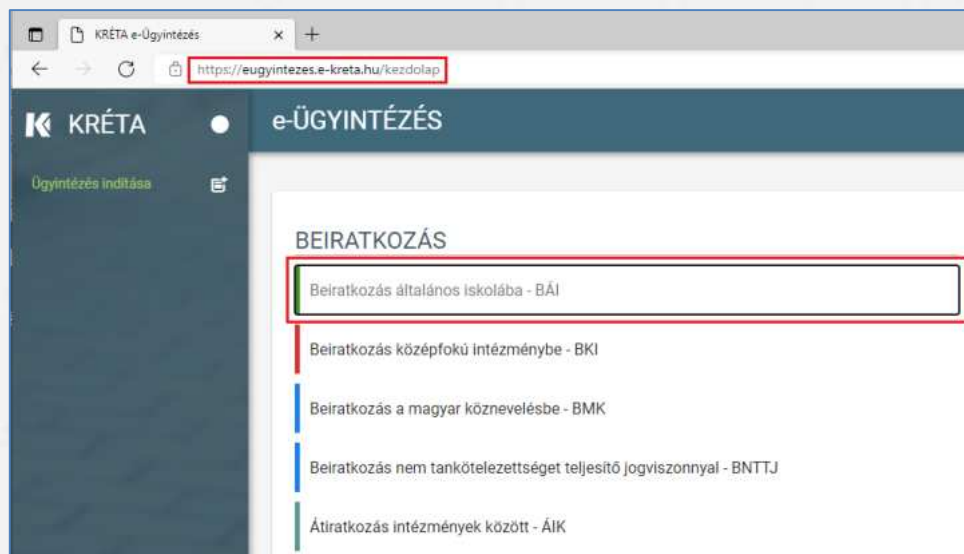 KRÉTA e-Ügyintézés
https://eugyintezes.e-kreta.hu/kezdolap
KRÉTA
e-ÜGYINTÉZÉS
Ügyintézés indítása
BEIRATKOZÁS
Beiratkozás általános iskolába - BÁI
Beiratkozás középfokú intézménybe - BKI
Beiratkozás a magyar köznevelésbe - BMK
Beiratkozás nem tankötelezettséget teljesítő jogviszonnyal - BNTTJ
Átiratkozás intézmények között - ÁIK